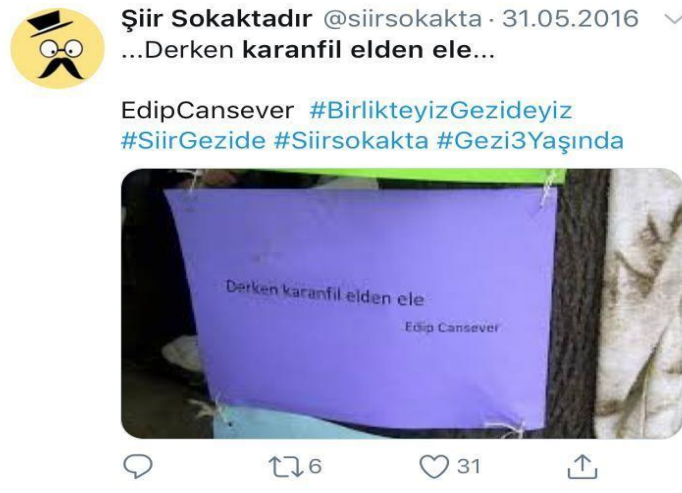 Şiir Sokaktadır @siirsokakta · 31.05.2016
...Derken karanfil elden ele...
EdipCansever #BirlikteyizGezideyiz
#SiirGezide #Siirsokakta #Gezi3Yaşında
Derken karanfil elden ele
Edip Cansever
6 31